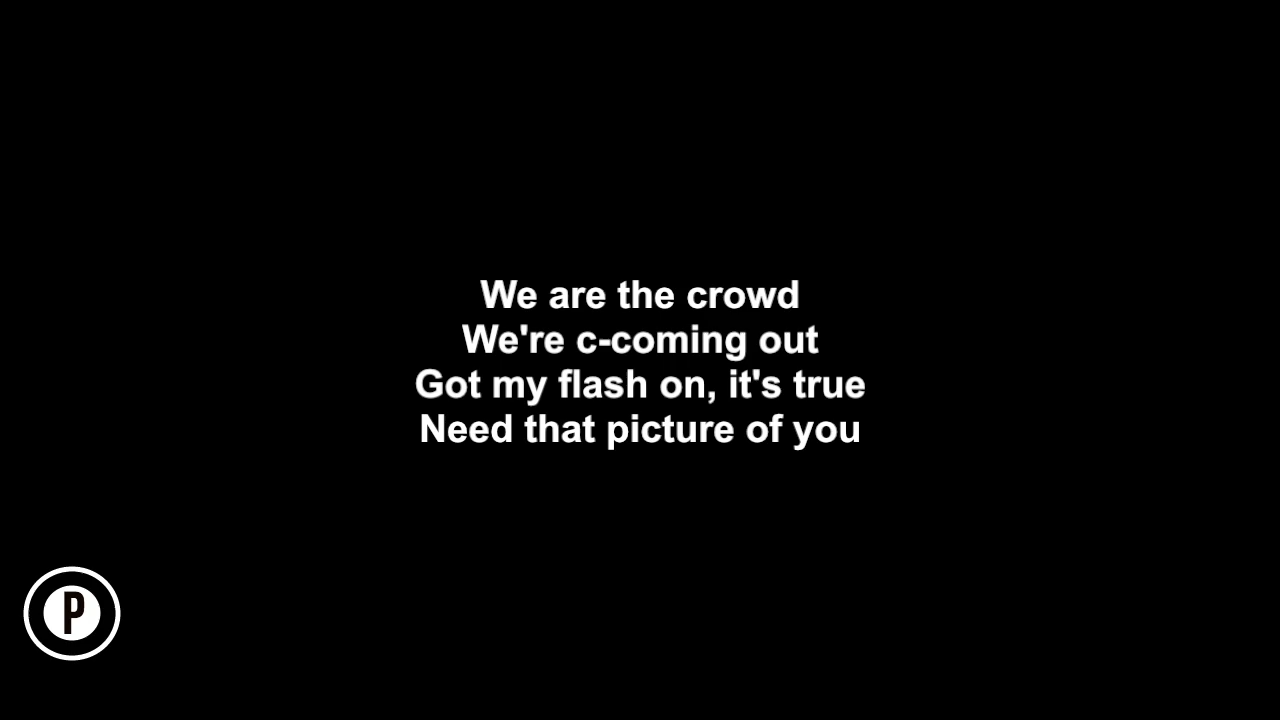 We are the crowd
We're c-coming out
Got my flash on, it's true
Need that picture of you
P